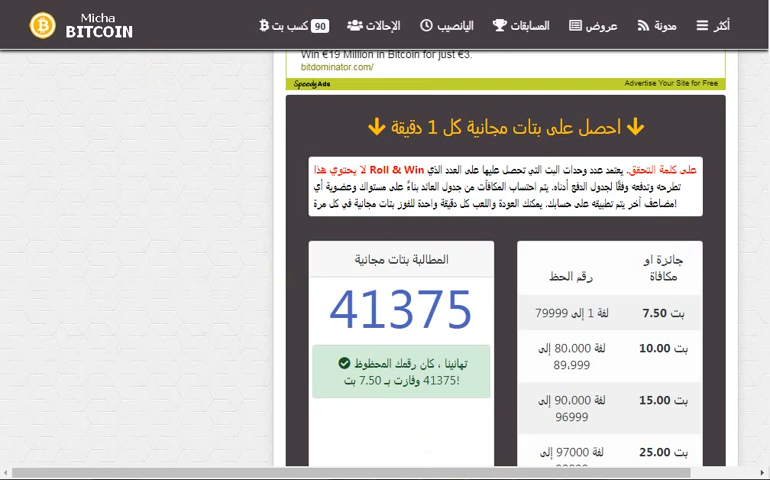 Micha
BITCOIN
أكثر
مدونة
عروض
المسابقات
اليانصيب
الإحالات
90 كسب بت
Win €19 Million in Bitcoin for just €3.
bitdominator.com/
SpeedyAds
Advertise Your Site for Free
احصل على بتات مجانية كل 1 دقيقة
على كلمة التحقق. يعتمد عدد وحدات البت التي تحصل عليها على العدد الذي Roll & Win لا يحتوي هذا
تطرحه وتدفعه وفقًا لجدول الدفع أدناه. يتم احتساب المكافآت من جدول العائد بناءً على مستواك وعضوية أي
!مضاعف آخر يتم تطبيقه على حسابك. يمكنك العودة واللعب كل دقيقة واحدة للفوز بتات مجانية في كل مرة
المطالبة بتات مجانية
41375
تهانينا ، كان رقمك المحظوظ
!41375 وفازت بـ 7.50 بت
جائزة او
مكافاة
رقم الحظ
7.50 بت
لفة 1 إلى 79999
10.00 بت
لفة 80،000 إلى
89،999
15.00 بت
لفة 90،000 إلى
96999
25.00 بت
لفة 97000 إلى